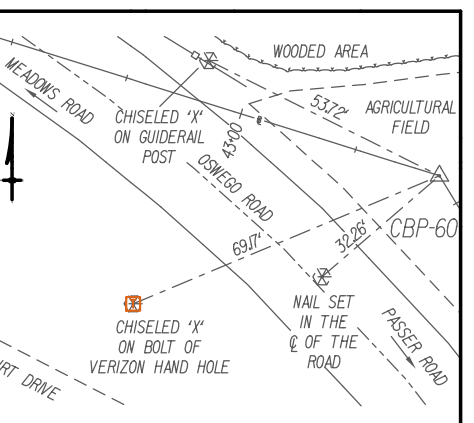 WOODED AREA
MEADOWS ROAD
53.72'
AGRICULTURAL
FIELD
CHISELED 'X'
ON GUIDERAIL
POST
43+00
OSWEGO ROAD
CBP-60
69.17'
32.26'
NAIL SET
IN THE
℄ OF THE
ROAD
CHISELED 'X'
ON BOLT OF
VERIZON HAND HOLE
PASSER ROAD
URT DRIVE